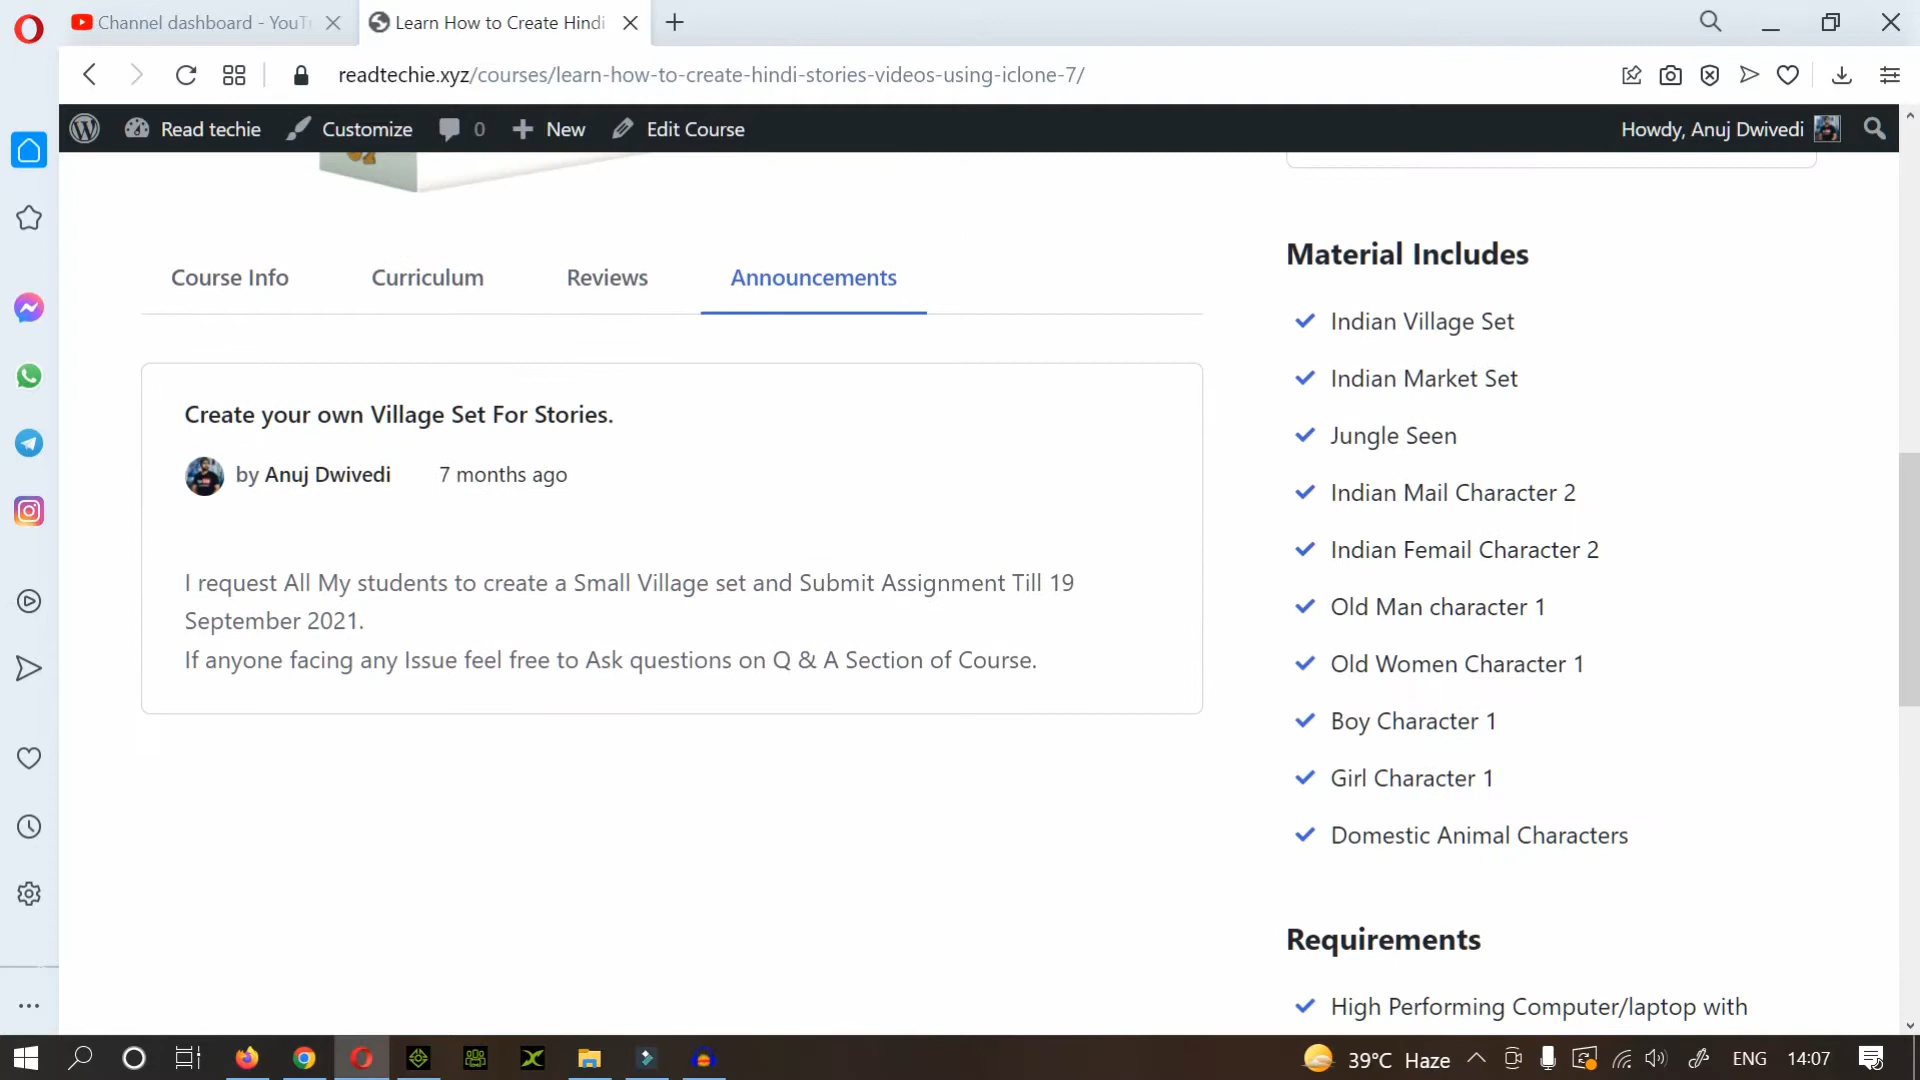 Channel dashboard - YouT
Learn How to Create Hindi
readtechie.xyz/courses/learn-how-to-create-hindi-stories-videos-using-iclone-7/
Read techie
Customize
0
New
Edit Course
Howdy, Anuj Dwivedi
Course Info
Curriculum
Reviews
Announcements
Create your own Village Set For Stories.
by Anuj Dwivedi
7 months ago
I request All My students to create a Small Village set and Submit Assignment Till 19
September 2021.
If anyone facing any Issue feel free to Ask questions on Q & A Section of Course.
Material Includes
Indian Village Set
Indian Market Set
Jungle Seen
Indian Mail Character 2
Indian Femail Character 2
Old Man character 1
Old Women Character 1
Boy Character 1
Girl Character 1
Domestic Animal Characters
Requirements
High Performing Computer/laptop with
39°C Haze
ENG
14:07